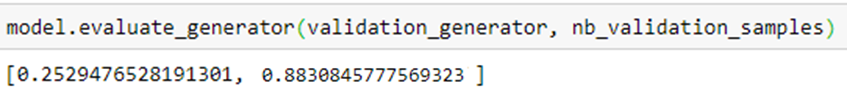 model.evaluate_generator(validation_generator, nb_validation_samples)
[0.2529476528191301, 0.8830845777569323 ]